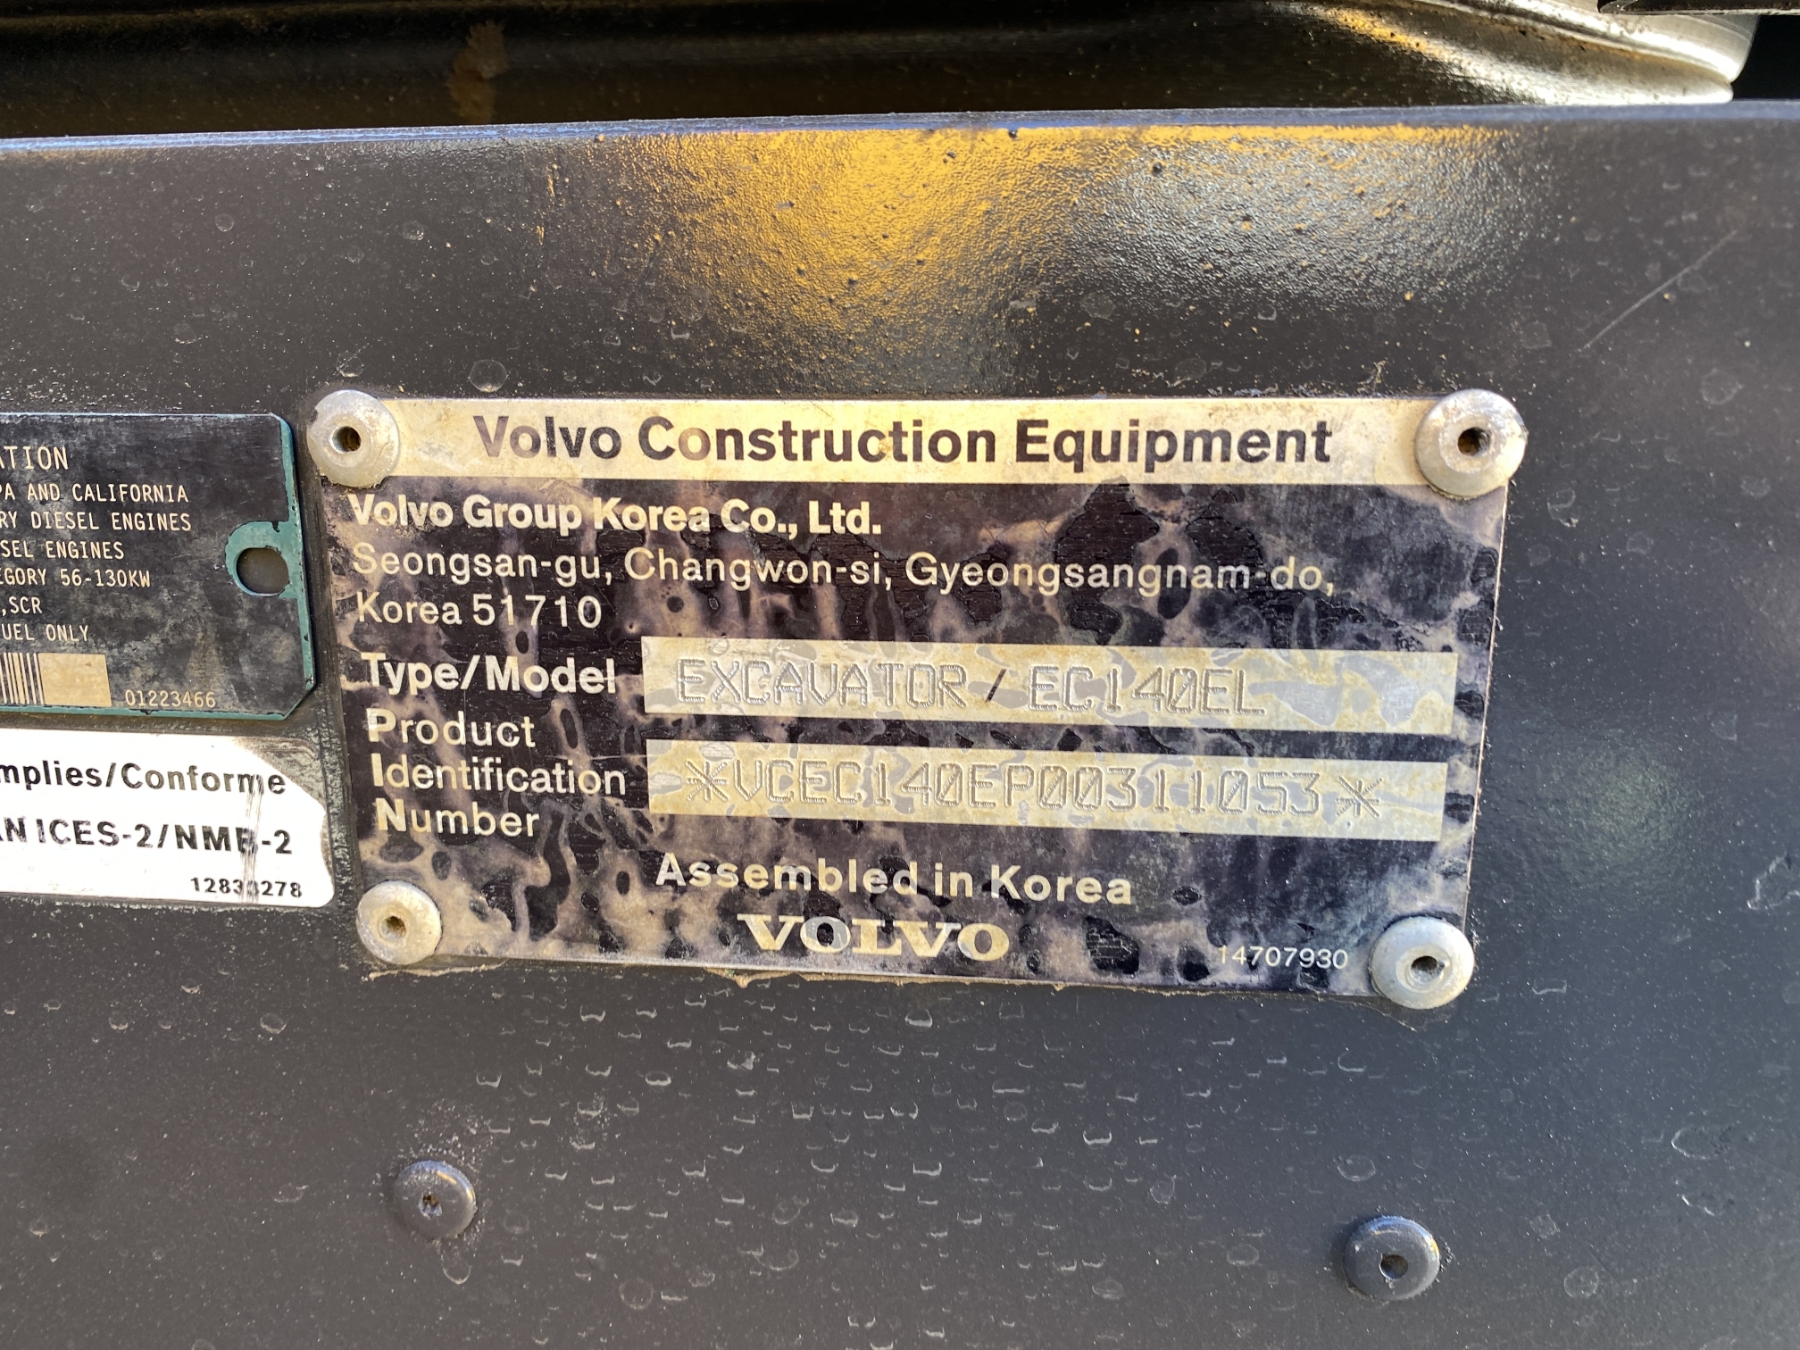 ATION
PA AND CALIFORNIA
RY DIESEL ENGINES
SEL ENGINES
EGORY 56-130KW
,SCR
UEL ONLY
01223466
mplies/Conforme
AN ICES-2/NMB-2
12833278
Volvo Construction Equipment
Volvo Group Korea Co., Ltd.
Seongsan-gu, Changwon-si, Gyeongsangnam-do,
Korea 51710
Type/Model EXCAVATOR / EC140EL
Product
Identification
Number
*VCEC140EP00311053*
Assembled in Korea
VOLVO
14707930